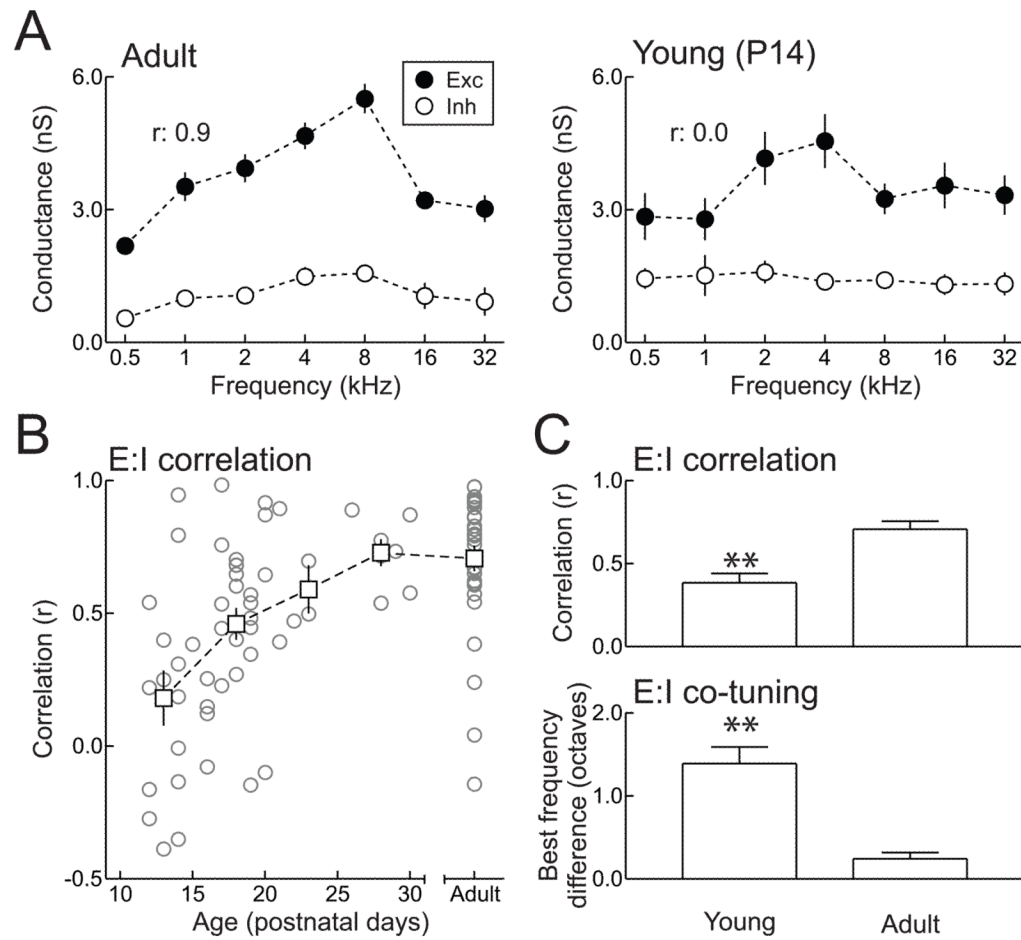 A
Adult
Exc
Inh
r: 0.9
6.0
3.0
0.0
Conductance (nS)
0.5 1 2 4 8 16 32
Frequency (kHz)
Young (P14)
r: 0.0
6.0
3.0
0.0
Conductance (nS)
0.5 1 2 4 8 16 32
Frequency (kHz)
B
E:I correlation
1.0
0.5
0.0
-0.5
Correlation (r)
10 15 20 25 30 Adult
Age (postnatal days)
C
E:I correlation
1.0
0.5
0.0
Correlation (r)
**
E:I co-tuning
2.0
1.0
0.0
Best frequency
difference (octaves)
**
Young Adult